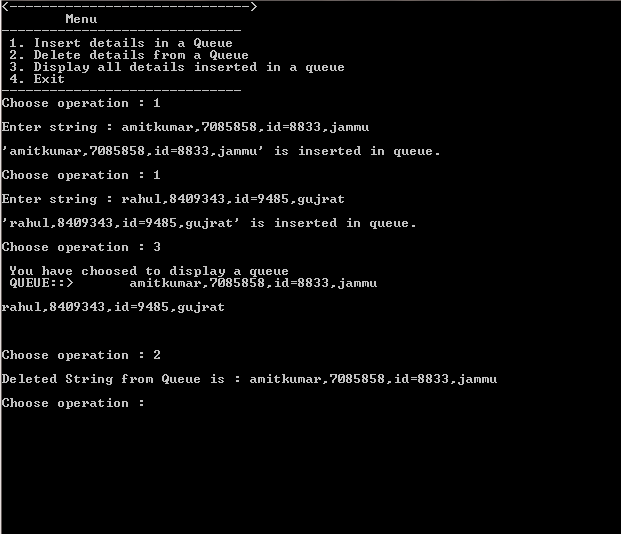 <------------------------------>
Menu
------------------------------
1. Insert details in a Queue
2. Delete details from a Queue
3. Display all details inserted in a queue
4. Exit
------------------------------
Choose operation : 1
Enter string : amitkumar,7085858,id=8833,jammu
'amitkumar,7085858,id=8833,jammu' is inserted in queue.
Choose operation : 1
Enter string : rahul,8409343,id=9485,gujrat
'rahul,8409343,id=9485,gujrat' is inserted in queue.
Choose operation : 3
You have choosed to display a queue
QUEUE::>       amitkumar,7085858,id=8833,jammu
rahul,8409343,id=9485,gujrat
Choose operation : 2
Deleted String from Queue is : amitkumar,7085858,id=8833,jammu
Choose operation :